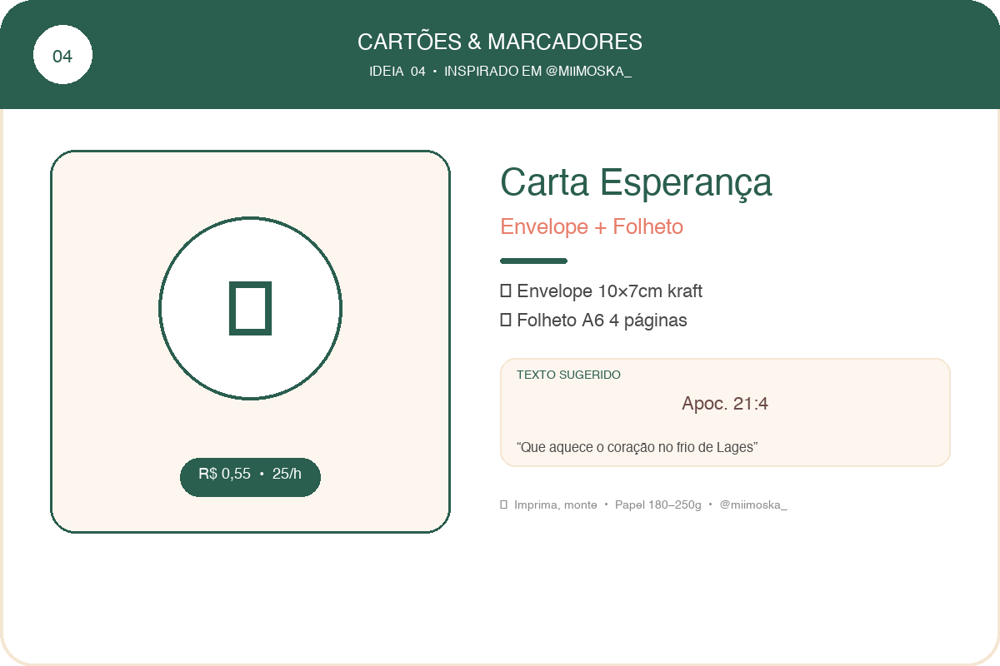 04
CARTÕES & MARCADORES
IDEIA 04 • INSPIRADO EM @MIIMOSKA_
R$ 0,55 • 25/h
Carta Esperança
Envelope + Folheto
Envelope 10×7cm kraft
Folheto A6 4 páginas
TEXTO SUGERIDO
Apoc. 21:4
“Que aquece o coração no frio de Lages”
Imprima, monte • Papel 180–250g • @miimoska_